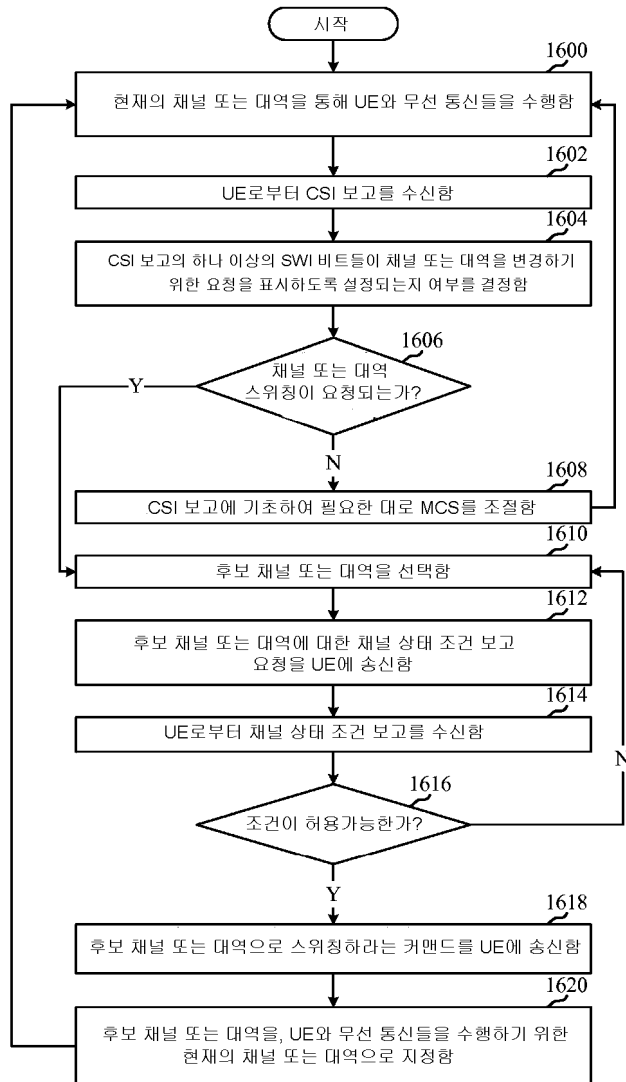 시작
1600
현재의 채널 또는 대역을 통해 UE와 무선 통신들을 수행함
1602
UE로부터 CSI 보고를 수신함
1604
CSI 보고의 하나 이상의 SWI 비트들이 채널 또는 대역을 변경하기
위한 요청을 표시하도록 설정되는지 여부를 결정함
1606
채널 또는 대역
스위칭이 요청되는가?
Y
N
1608
CSI 보고에 기초하여 필요한 대로 MCS를 조절함
1610
후보 채널 또는 대역을 선택함
1612
후보 채널 또는 대역에 대한 채널 상태 조건 보고
요청을 UE에 송신함
1614
UE로부터 채널 상태 조건 보고를 수신함
N
1616
조건이 허용가능한가?
Y
1618
후보 채널 또는 대역으로 스위칭하라는 커맨드를 UE에 송신함
1620
후보 채널 또는 대역을, UE와 무선 통신들을 수행하기 위한
현재의 채널 또는 대역으로 지정함